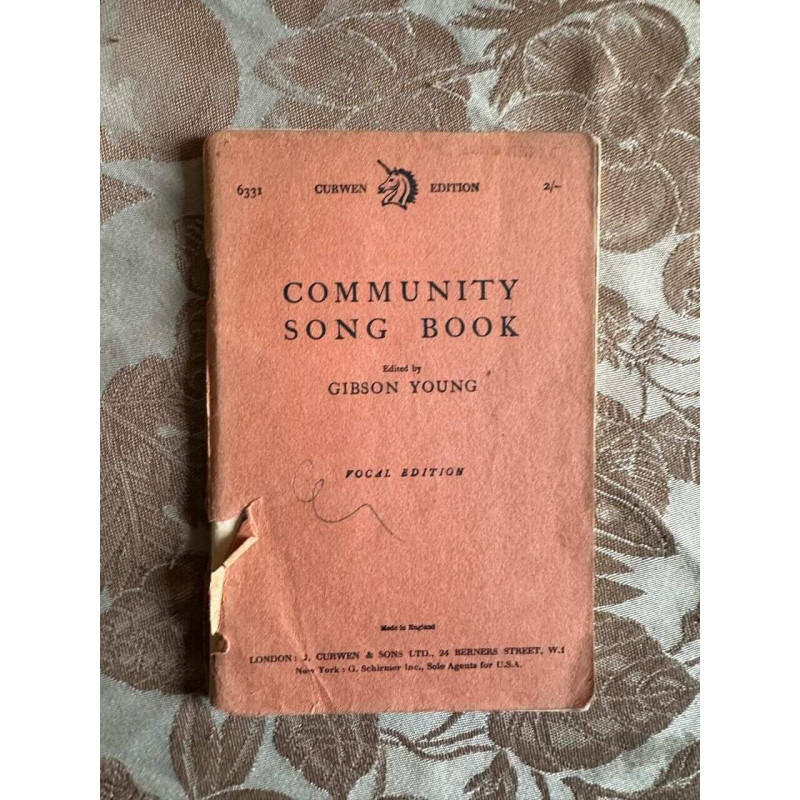 6331 CURWEN EDITION 2/-
COMMUNITY
SONG BOOK
Edited by
GIBSON YOUNG
VOCAL EDITION
Made in England
LONDON: J. CURWEN & SONS LTD., 24 BERNERS STREET, W.1
New York: G. Schirmer Inc., Sole Agents for U.S.A.